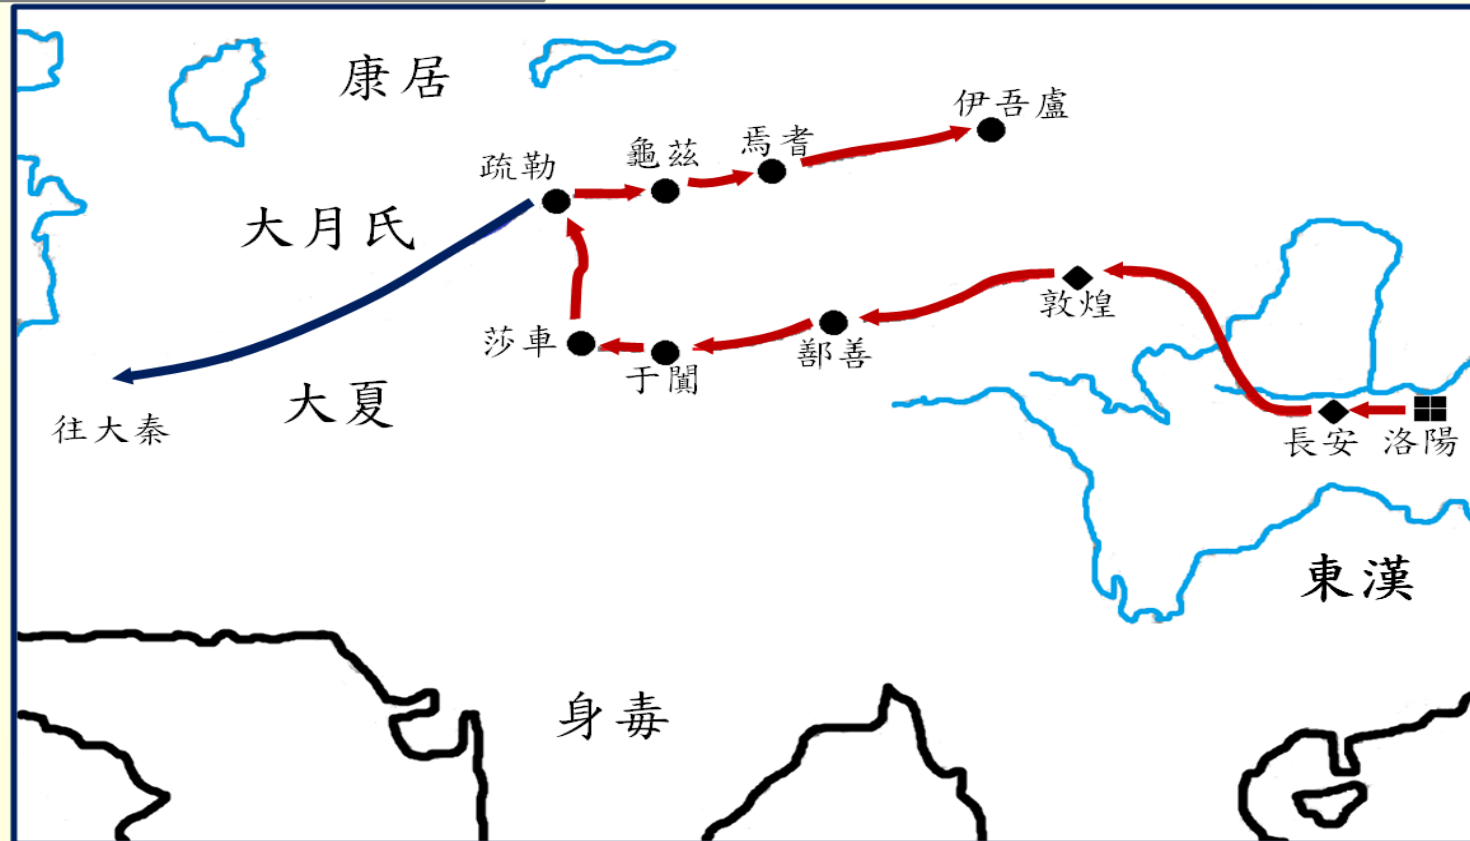 康居
伊吾盧
焉耆
龜茲
疏勒
大月氏
敦煌
鄯善
莎車
于闐
大夏
往大秦
長安
洛陽
東漢
身毒